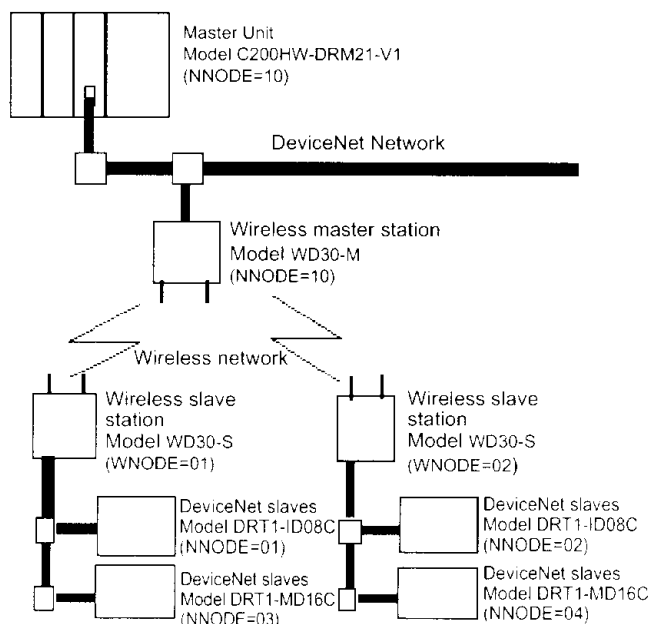 Master Unit
Model C200HW-DRM21-V1
(NNODE=10)
DeviceNet Network
Wireless master station
Model WD30-M
(NNODE=10)
Wireless network
Wireless slave
station
Model WD30-S
(WNODE=01)
Wireless slave
station
Model WD30-S
(WNODE=02)
DeviceNet slaves
Model DRT1-ID08C
(NNODE=01)
DeviceNet slaves
Model DRT1-ID08C
(NNODE=02)
DeviceNet slaves
Model DRT1-MD16C
(NNODE=03)
DeviceNet slaves
Model DRT1-MD16C
(NNODE=04)